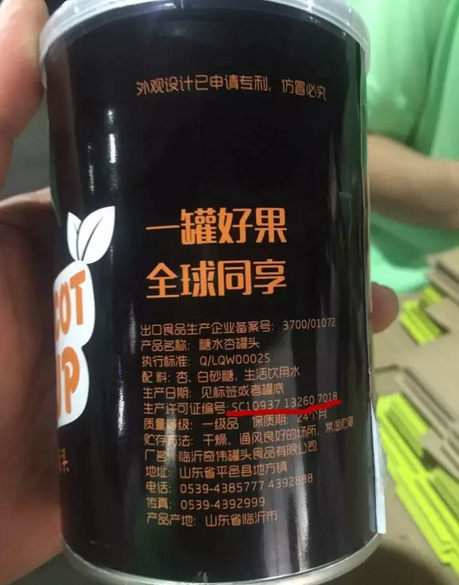 外观设计已申请专利，仿冒必究
一罐好果
全球同享
COT
UP
出口食品生产企业备案号：3700/01072
产品名称：糖水杏罐头
执行标准：Q/LQW0002S
配料：杏、白砂糖、生活饮用水
生产日期：见标签或者罐底
生产许可证编号：SC10937 13260 7018
质量等级：一级品 保质期：24个月
贮存方法：干燥、通风良好的场所，常温贮存
厂名：临沂奇伟罐头食品有限公司
地址：山东省平邑县地方镇
电话：0539-4385777 4392888
传真：0539-4392999
产品产地：山东省临沂市